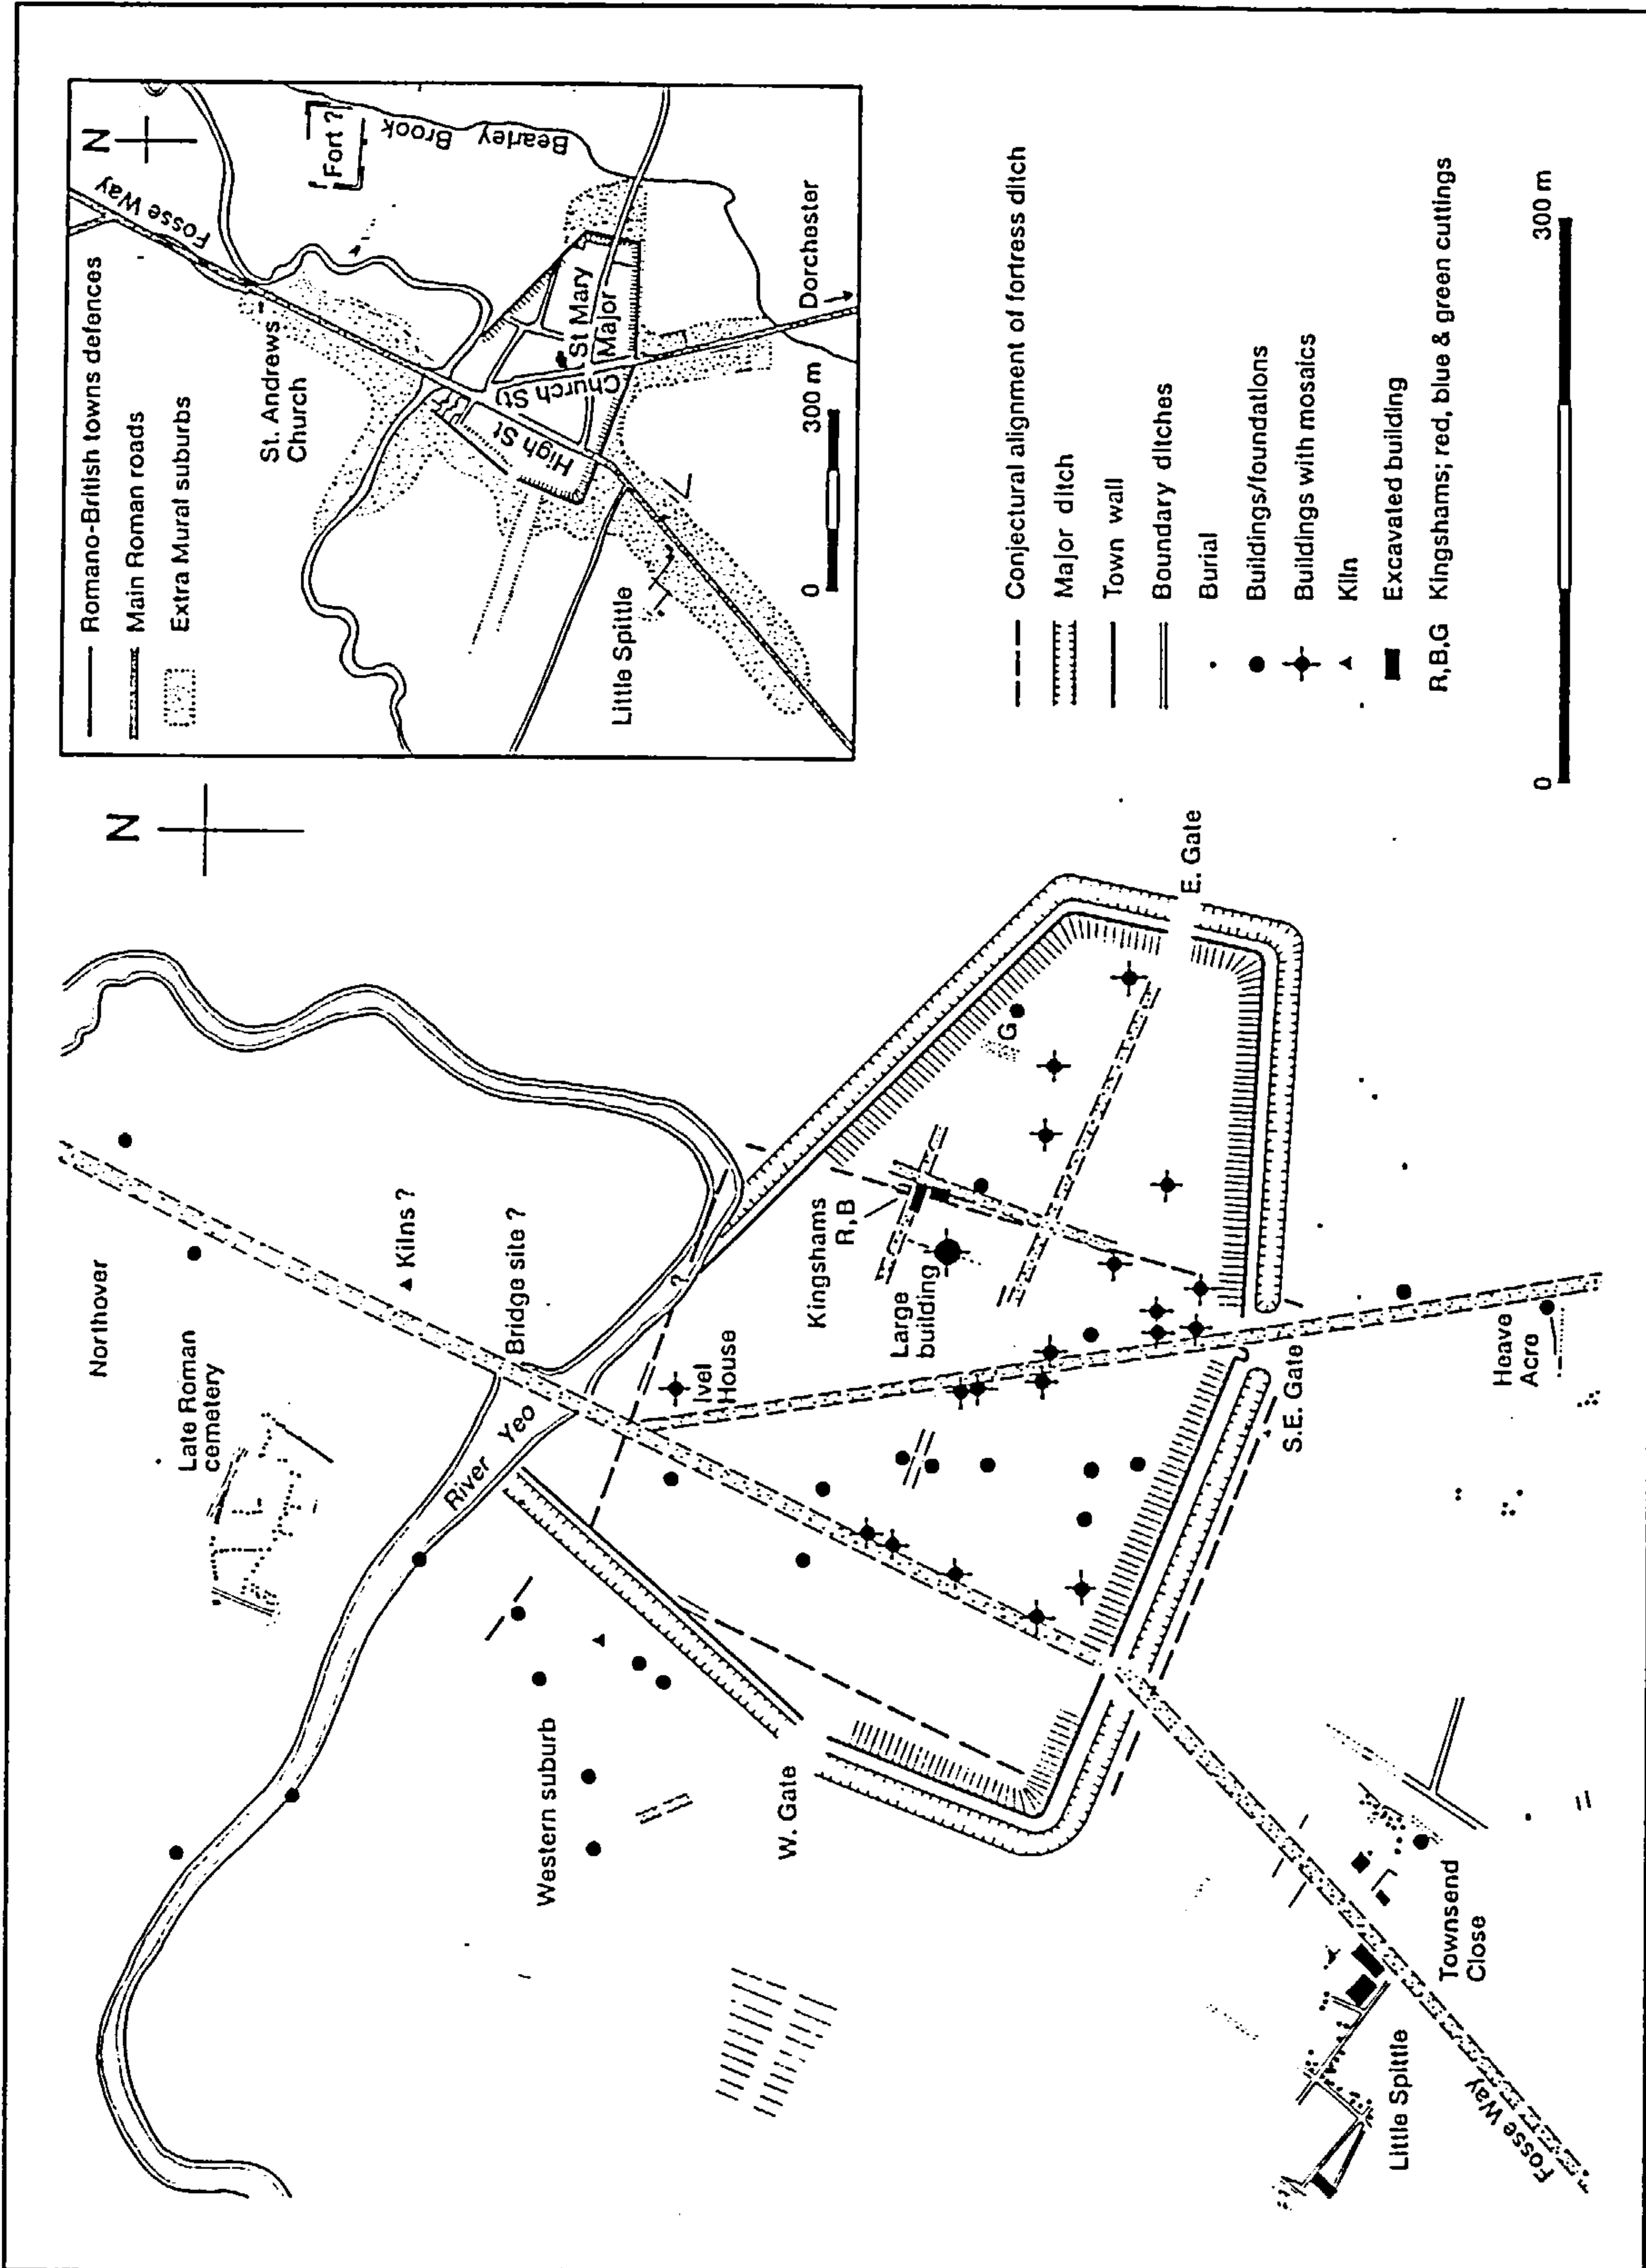 N
Northover
Late Roman
cemetery
Kilns ?
Bridge site ?
River Yeo
?
Ivel
House
Western suburb
W. Gate
Kingshams
R,B
Large
building
G
E. Gate
S.E. Gate
Heave
Acre
Townsend
Close
Little Spittle
Fosse Way
Romano-British towns defences
Main Roman roads
Extra Mural suburbs
N
Fosse Way
St. Andrews
Church
Fort ?
Bearley Brook
High St
Church St
St Mary
Major
Little Spittle
Dorchester
0 300 m
Conjectural alignment of fortress ditch
Major ditch
Town wall
Boundary ditches
Burial
Buildings/foundations
Buildings with mosaics
Kiln
Excavated building
R,B,G Kingshams; red, blue & green cuttings
0 300 m